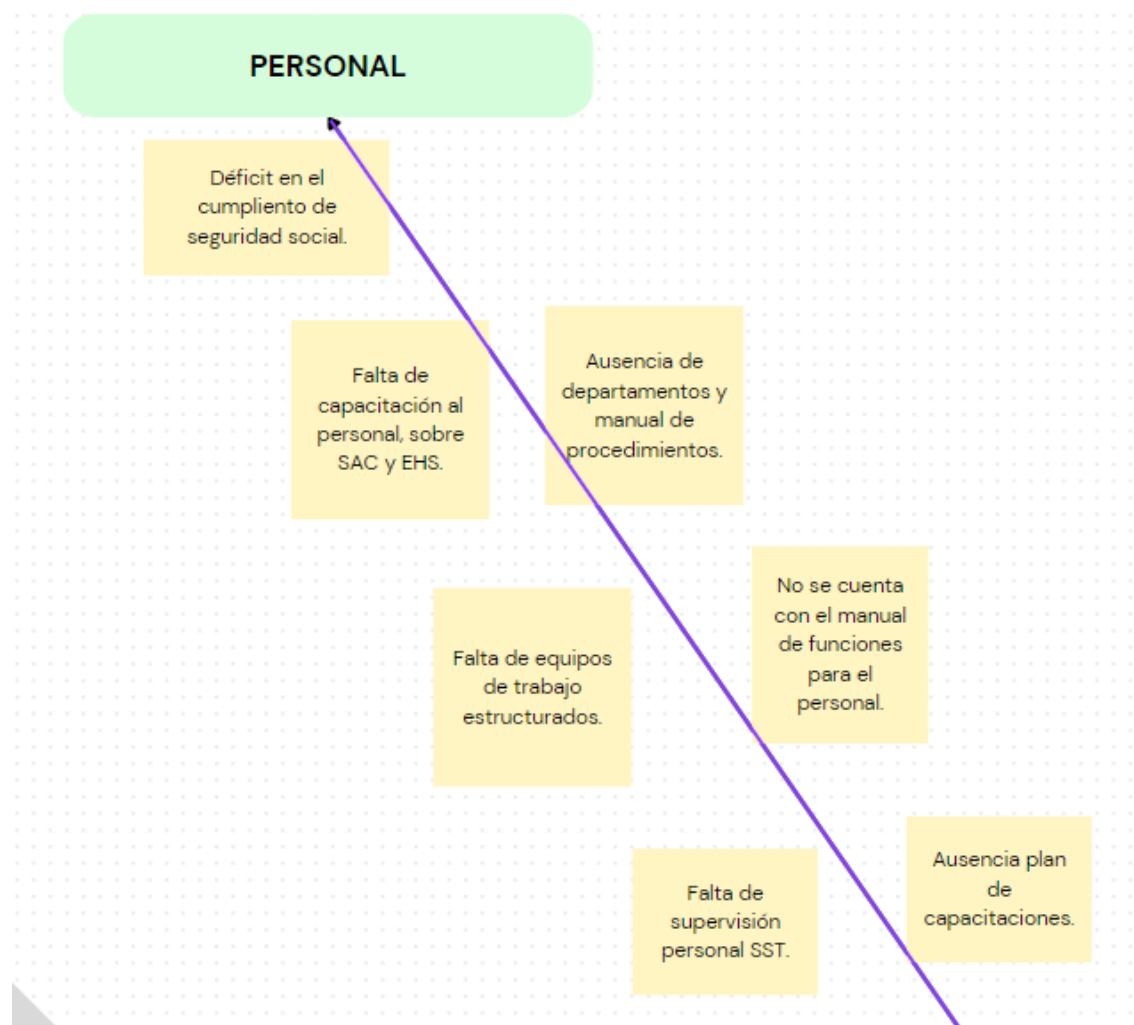 PERSONAL
Déficit en el
cumpliento de
seguridad social.
Falta de
capacitación al
personal, sobre
SAC y EHS.
Ausencia de
departamentos y
manual de
procedimientos.
No se cuenta
con el manual
de funciones
para el
personal.
Falta de equipos
de trabajo
estructurados.
Ausencia plan
de
capacitaciones.
Falta de
supervisión
personal SST.